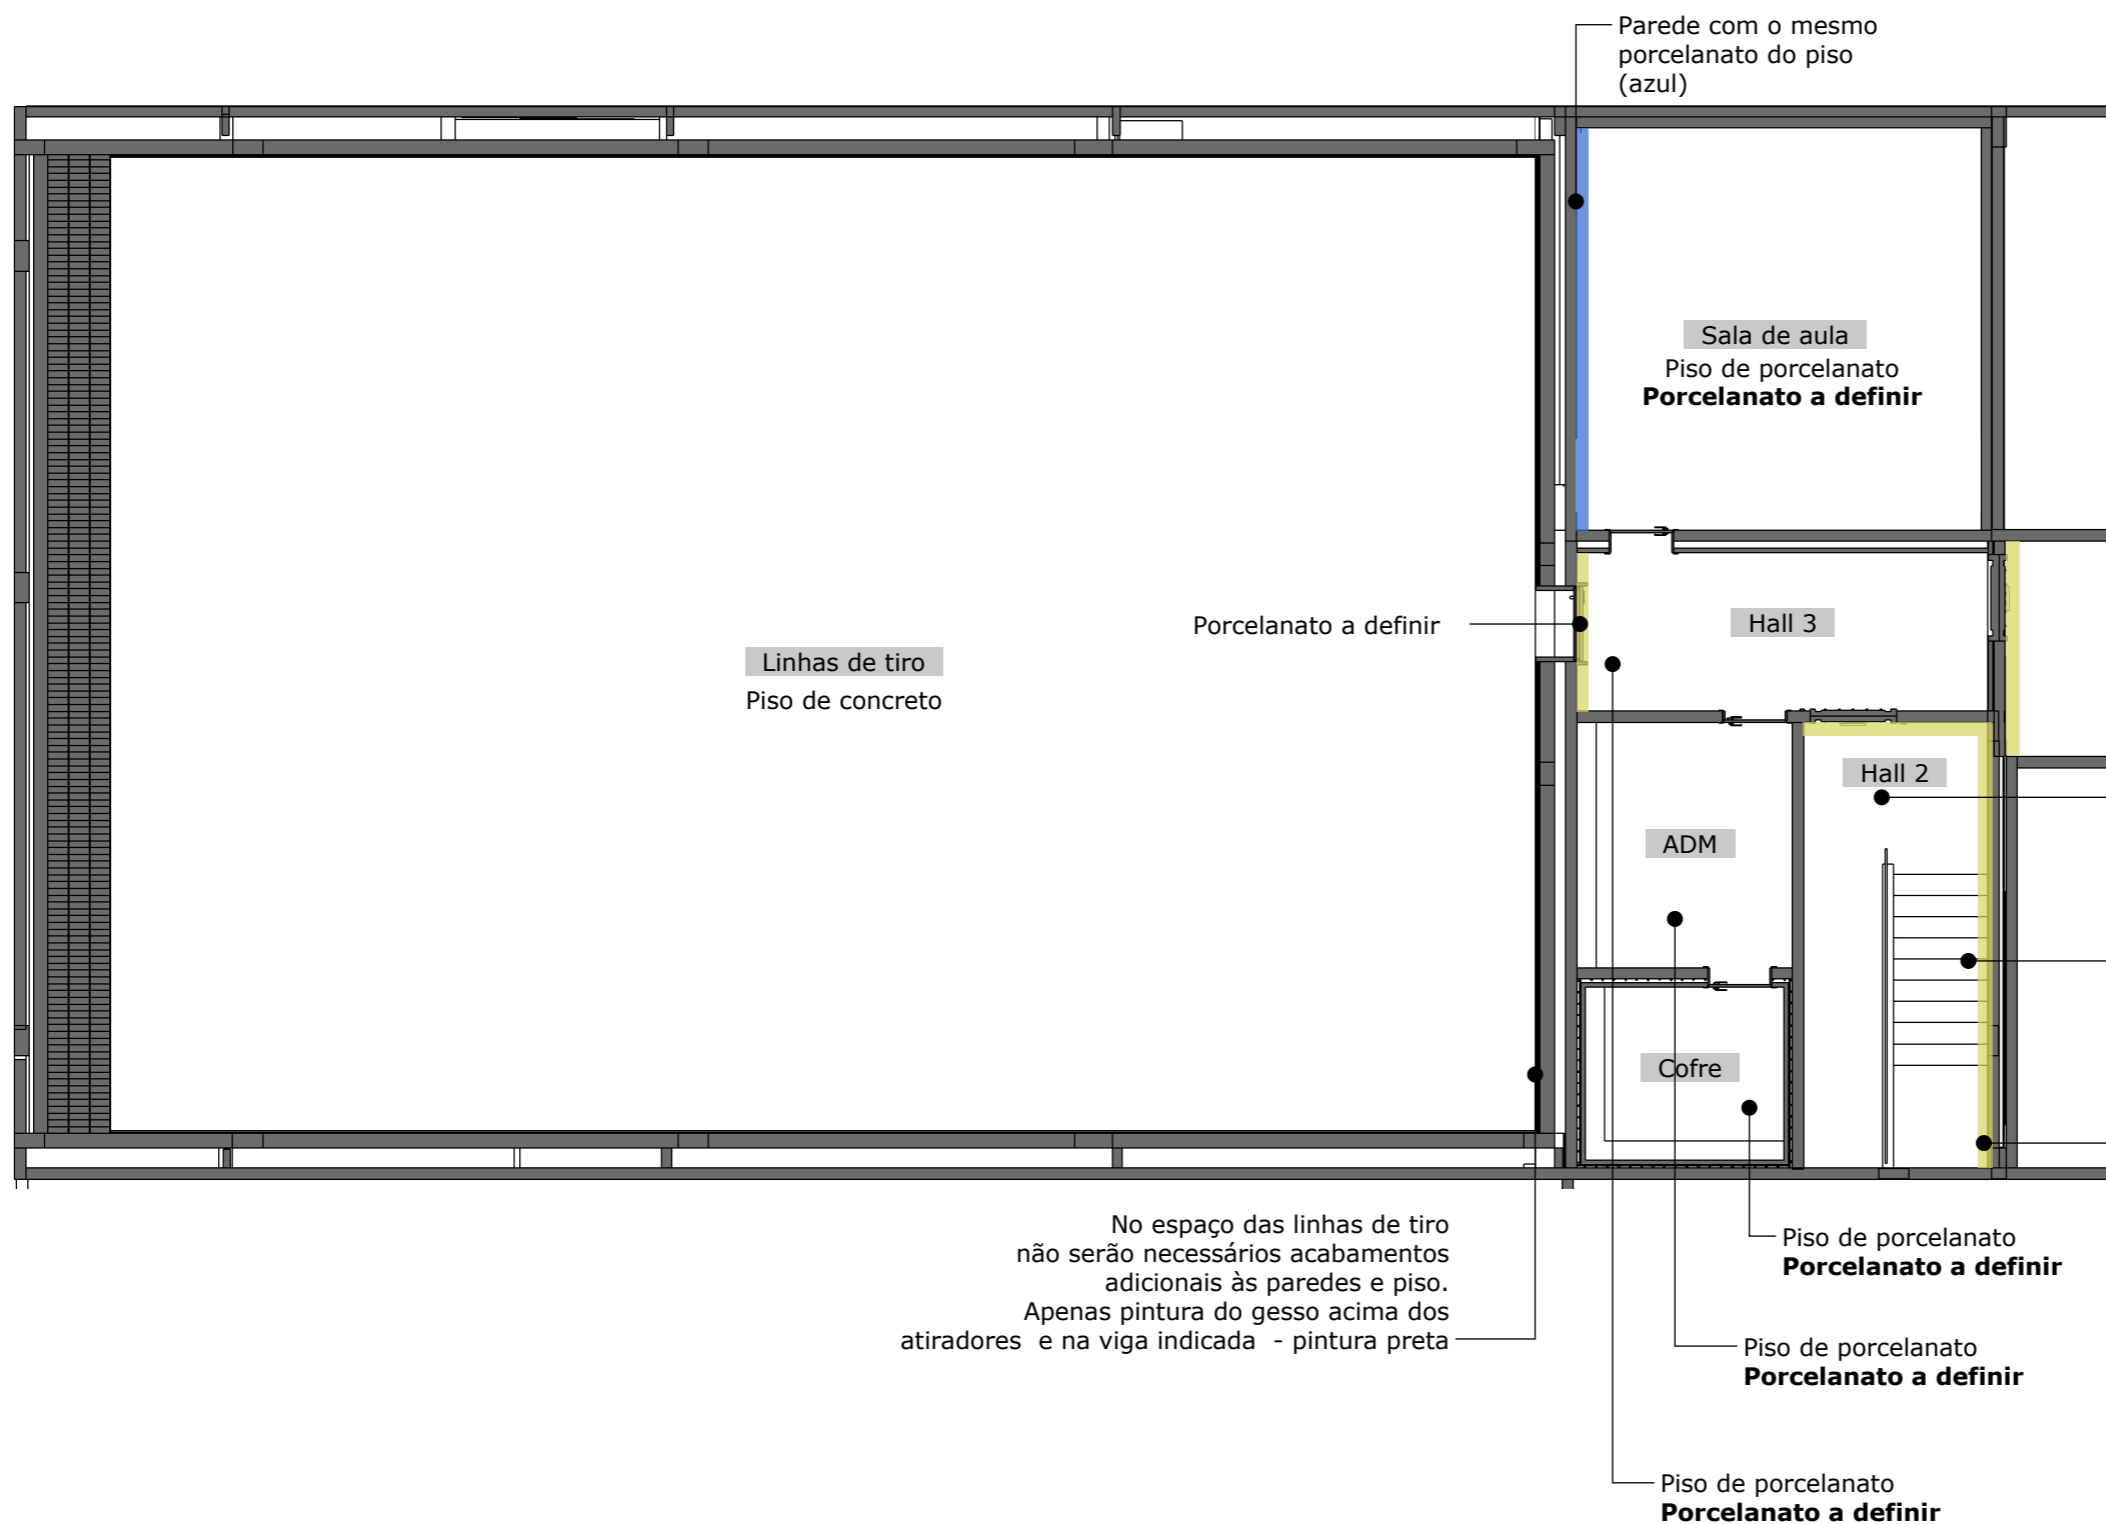 Parede com o mesmo
porcelanato do piso
(azul)
Sala de aula
Piso de porcelanato
Porcelanato a definir
Porcelanato a definir
Hall 3
Linhas de tiro
Piso de concreto
Hall 2
ADM
Cofre
No espaço das linhas de tiro
não serão necessários acabamentos
adicionais às paredes e piso.
Apenas pintura do gesso acima dos
atiradores e na viga indicada - pintura preta
Piso de porcelanato
Porcelanato a definir
Piso de porcelanato
Porcelanato a definir
Piso de porcelanato
Porcelanato a definir